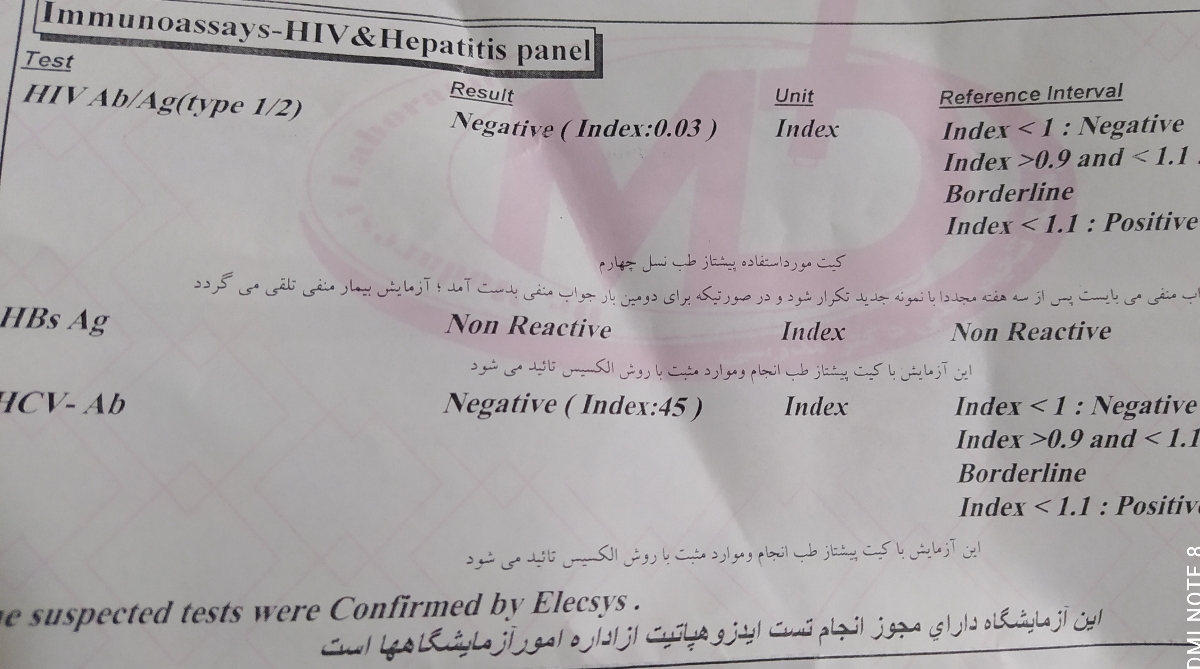 Immunoassays-HIV&Hepatitis panel
Test Result Unit Reference Interval
HIV Ab/Ag(type 1/2) Negative ( Index:0.03 ) Index Index < 1 : Negative
Index >0.9 and < 1.1 :
Borderline
Index < 1.1 : Positive
کیت مورداستفاده پیشتاز طب نسل چهارم
منفی می بایست پس از سه هفته مجددا با نمونه جدید تکرار شود و در صورتیکه برای دومین بار جواب منفی بدست آمد ؛ آزمایش بیمار منفی تلقی می گردد
HBs Ag Non Reactive Index Non Reactive
این آزمایش با کیت پیشتاز طب انجام وموارد مثبت با روش الکسیس تائید می شود
HCV- Ab Negative ( Index:45 ) Index Index < 1 : Negative
Index >0.9 and < 1.1
Borderline
Index < 1.1 : Positiv
این آزمایش با کیت پیشتاز طب انجام وموارد مثبت با روش الکسیس تائید می شود
suspected tests were Confirmed by Elecsys .
این آزمایشگاه داراي مجوز انجام تست ایدزو هپاتیت ازاداره امورآزمایشگاهها است
NOTE 8